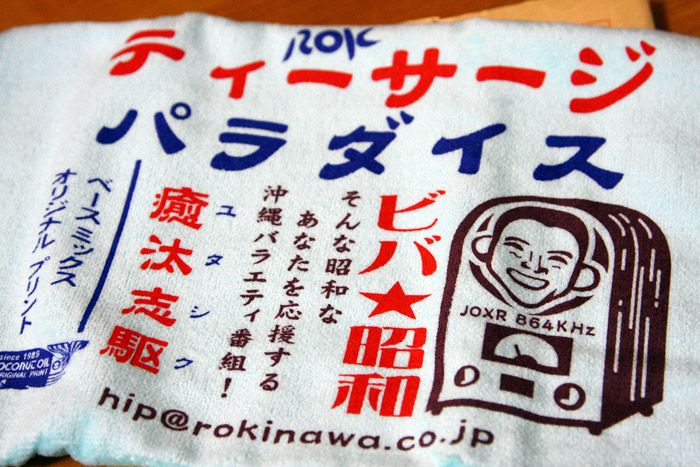 ROK
ティーサージ
パラダイス
ビバ★昭和
そんな昭和な
あなたを応援する
沖縄バラエティ番組!
ユタシク
癒汰志駆
ベースミックス
オリジナル プリント
since 1989
COCONUT OIL
ORIGINAL PRINT
JOXR 864KHz
hip@rokinawa.co.jp